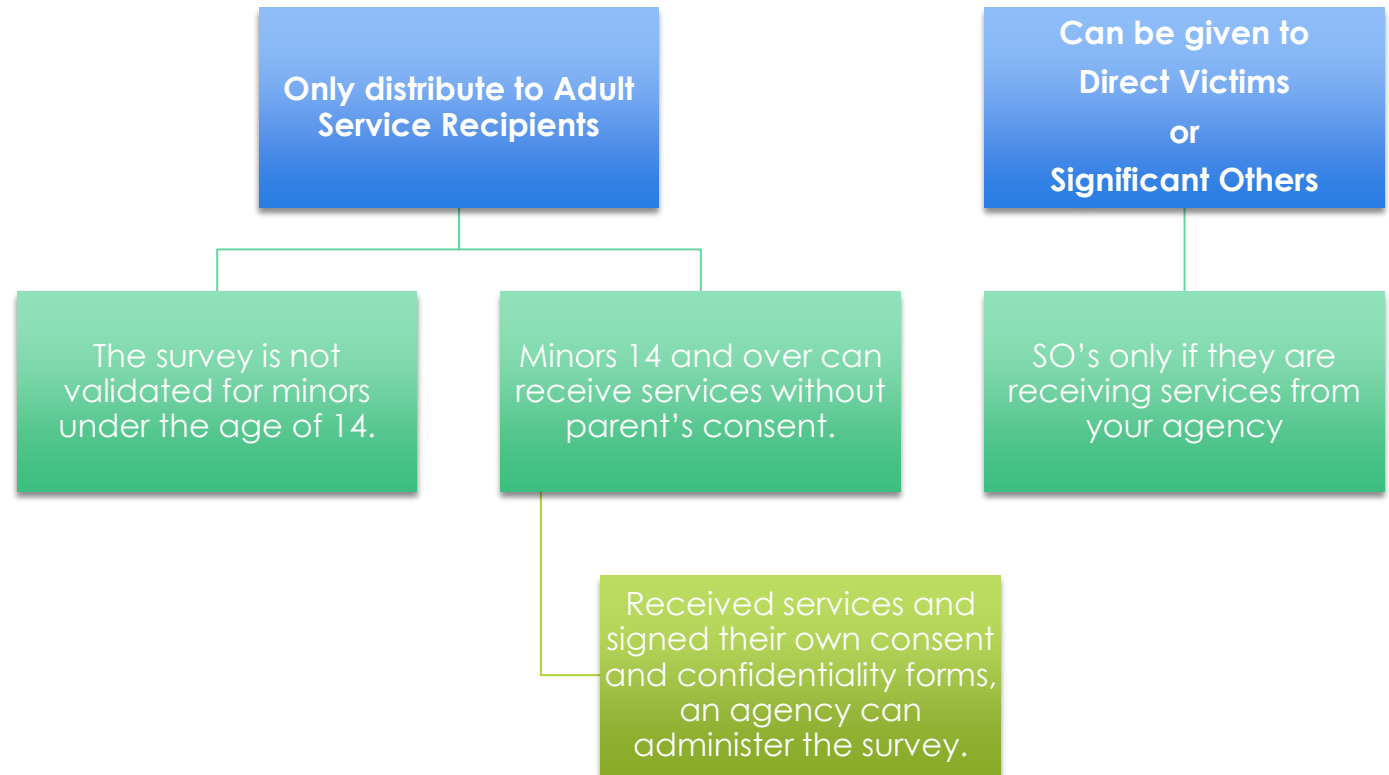 Only distribute to Adult
Service Recipients
Can be given to
Direct Victims
or
Significant Others
The survey is not
validated for minors
under the age of 14.
Minors 14 and over can
receive services without
parent’s consent.
SO’s only if they are
receiving services from
your agency
Received services and
signed their own consent
and confidentiality forms,
an agency can
administer the survey.